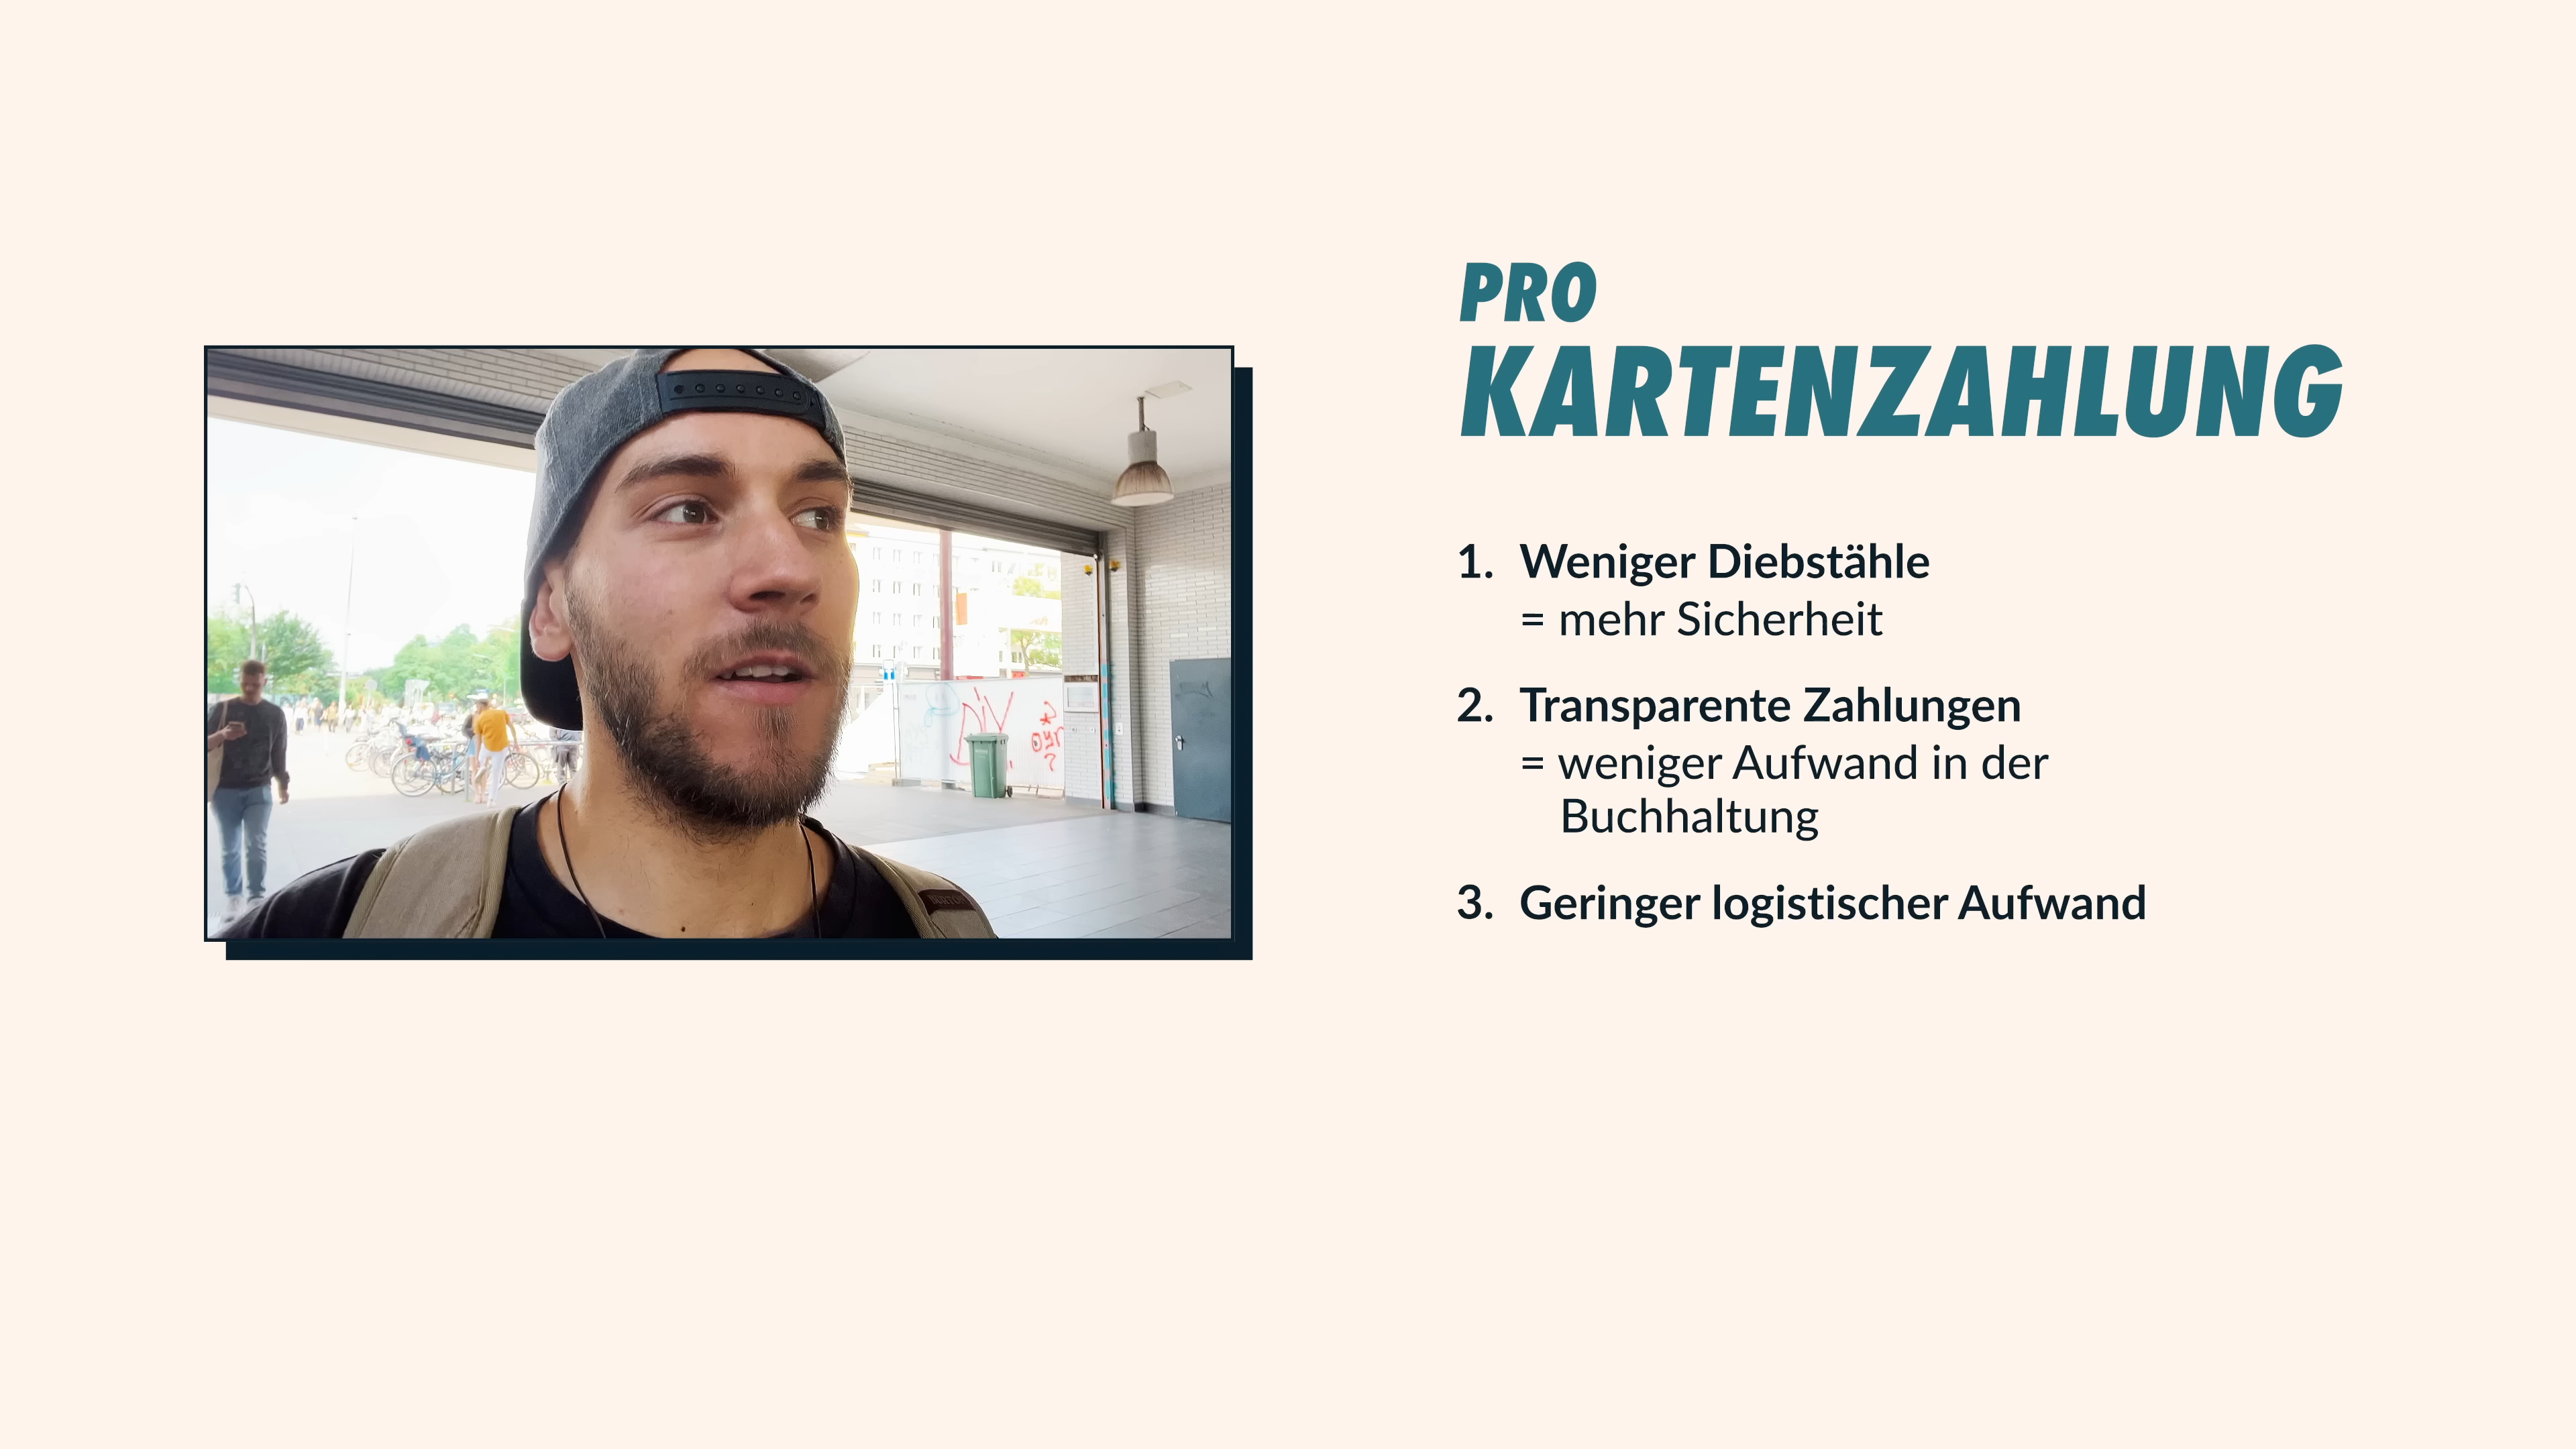 PRO
KARTENZAHLUNG
1. Weniger Diebstähle
= mehr Sicherheit
2. Transparente Zahlungen
= weniger Aufwand in der
Buchhaltung
3. Geringer logistischer Aufwand